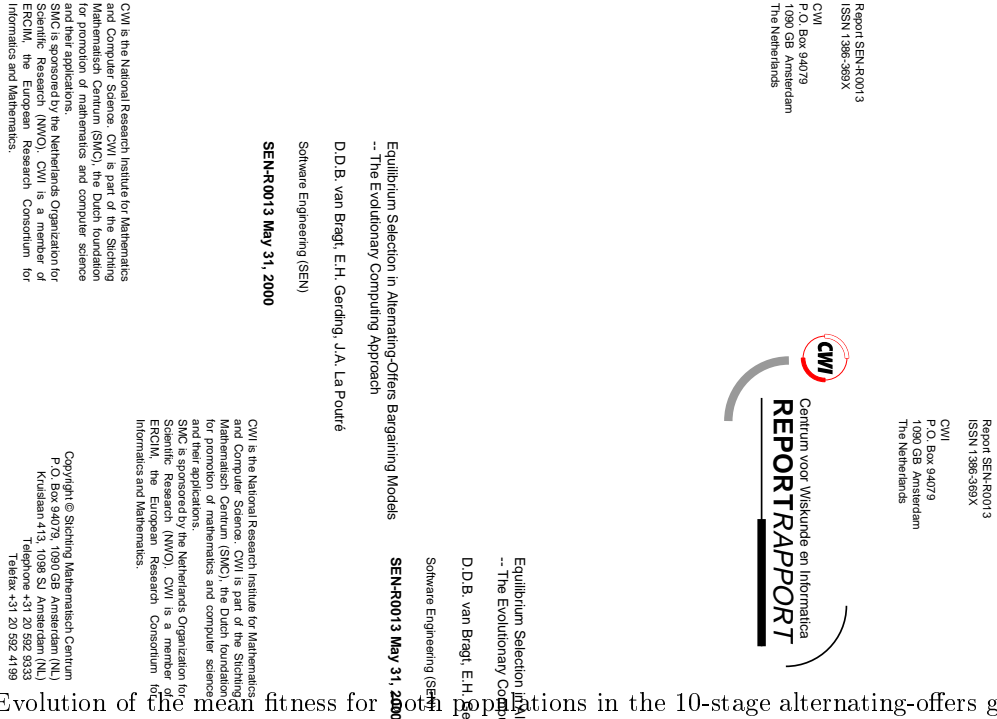 Report SEN-R0013
ISSN 1386-369X
CWI
P.O. Box 94079
1090 GB Amsterdam
The Netherlands
Report SEN-R0013
ISSN 1386-369X
CWI
P.O. Box 94079
1090 GB Amsterdam
The Netherlands
CWI
Centrum voor Wiskunde en Informatica
REPORTRAPPORT
Equilibrium Selection in Al
-- The Evolutionary Compu
D.D.B. van Bragt, E.H. Ge
Software Engineering (SEN)
SEN-R0013 May 31, 2000
Equilibrium Selection in Alternating-Offers Bargaining Models
-- The Evolutionary Computing Approach
D.D.B. van Bragt, E.H. Gerding, J.A. La Poutré
Software Engineering (SEN)
SEN-R0013 May 31, 2000
CWI is the National Research Institute for Mathematics
and Computer Science. CWI is part of the Stichting
Mathematisch Centrum (SMC), the Dutch foundation
for promotion of mathematics and computer science
and their applications.
SMC is sponsored by the Netherlands Organization for
Scientific Research (NWO). CWI is a member of
ERCIM, the European Research Consortium for
Informatics and Mathematics.
CWI is the National Research Institute for Mathematics
and Computer Science. CWI is part of the Stichting
Mathematisch Centrum (SMC), the Dutch foundation
for promotion of mathematics and computer science
and their applications.
SMC is sponsored by the Netherlands Organization for
Scientific Research (NWO). CWI is a member of
ERCIM, the European Research Consortium for
Informatics and Mathematics.
Copyright © Stichting Mathematisch Centrum
P.O. Box 94079, 1090 GB Amsterdam (NL)
Kruislaan 413, 1098 SJ Amsterdam (NL)
Telephone +31 20 592 9333
Telefax +31 20 592 4199
Evolution of the mean fitness for both populations in the 10-stage alternating-offers g